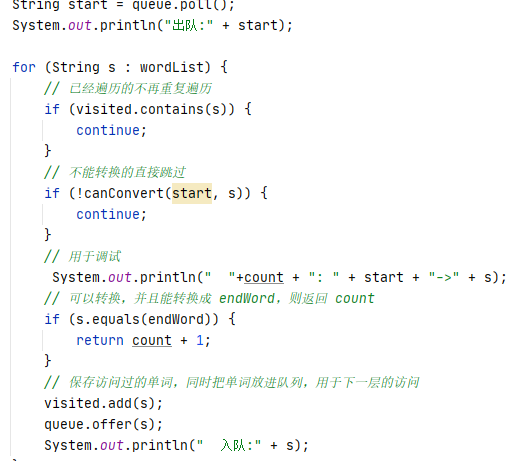 String start = queue.poll();
System.out.println("出队:" + start);
for (String s : wordList) {
// 已经遍历的不再重复遍历
if (visited.contains(s)) {
continue;
}
// 不能转换的直接跳过
if (!canConvert(start, s)) {
continue;
}
// 用于调试
System.out.println("  "+count + ": " + start + "->" + s);
// 可以转换，并且能转换成 endWord，则返回 count
if (s.equals(endWord)) {
return count + 1;
}
// 保存访问过的单词，同时把单词放进队列，用于下一层的访问
visited.add(s);
queue.offer(s);
System.out.println("  入队:" + s);